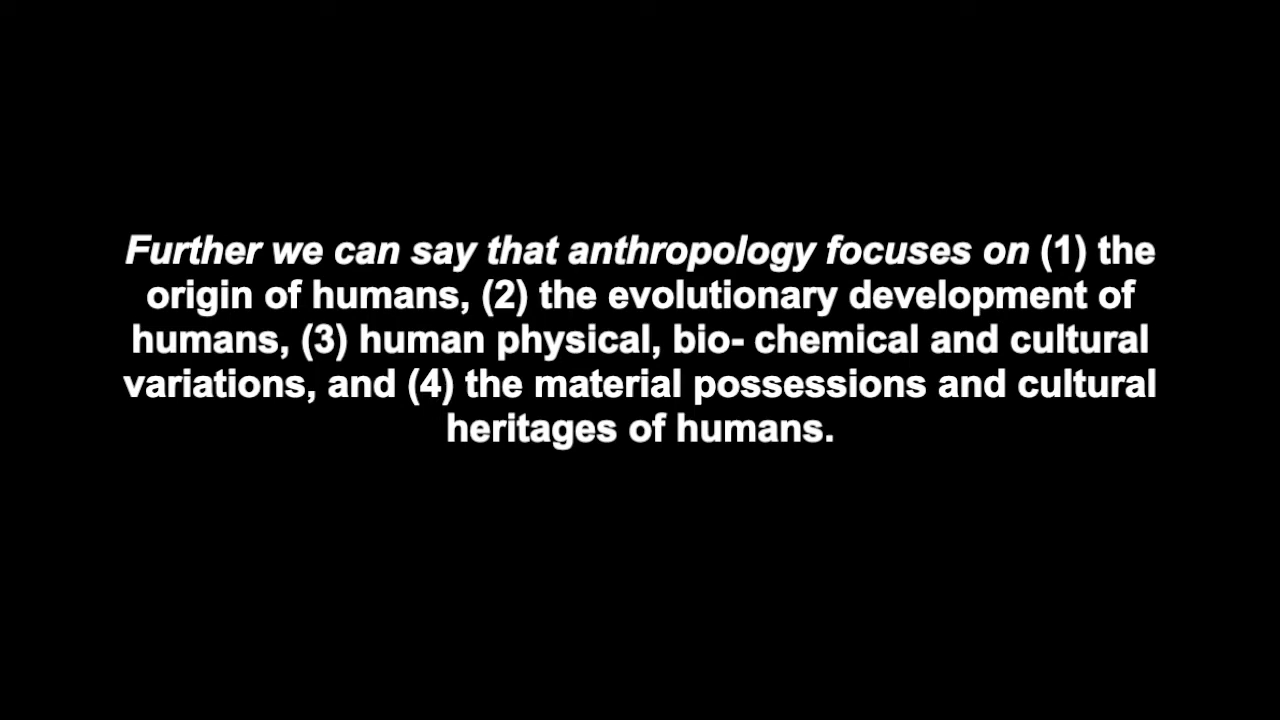 Further we can say that anthropology focuses on (1) the
origin of humans, (2) the evolutionary development of
humans, (3) human physical, bio- chemical and cultural
variations, and (4) the material possessions and cultural
heritages of humans.